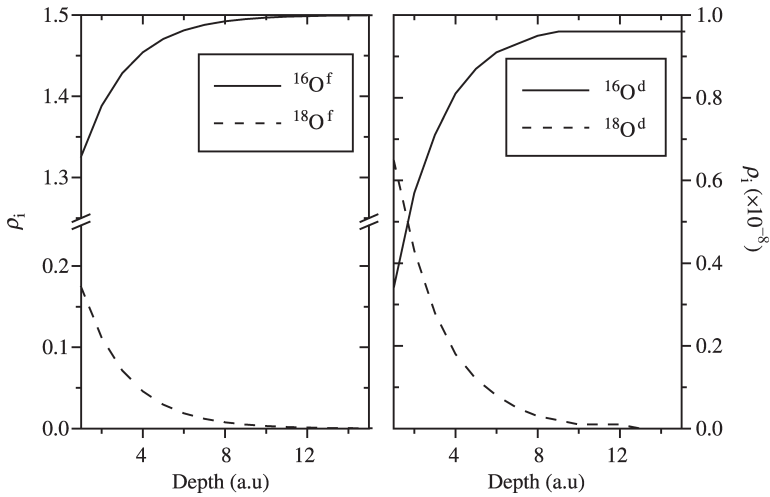 1.5
1.4
1.3
0.2
0.1
0.0
ρi
¹⁶Oᶠ
¹⁸Oᶠ
4
8
12
Depth (a.u)
¹⁶Oᵈ
¹⁸Oᵈ
4
8
12
Depth (a.u)
1.0
0.8
0.6
0.4
0.2
0.0
ρi (×10⁻⁸)